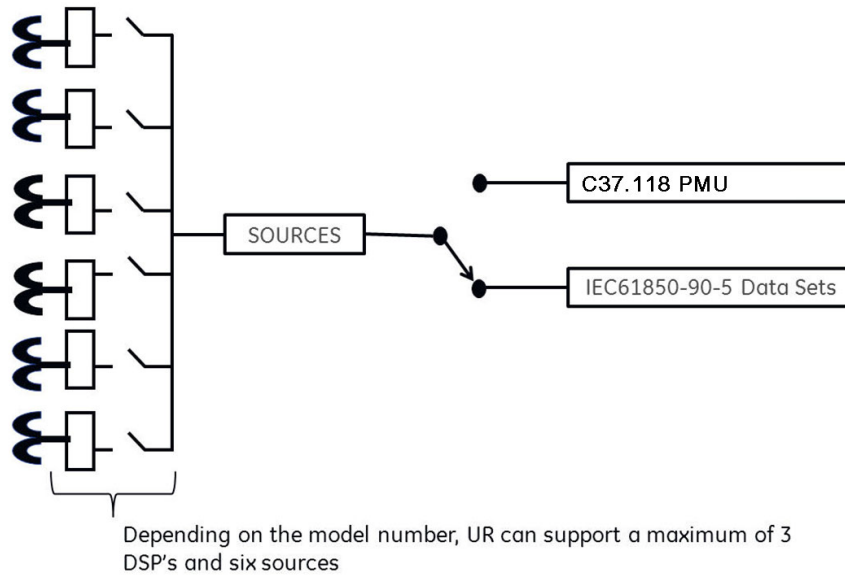 C37.118 PMU
SOURCES
IEC61850-90-5 Data Sets
Depending on the model number, UR can support a maximum of 3
DSP's and six sources